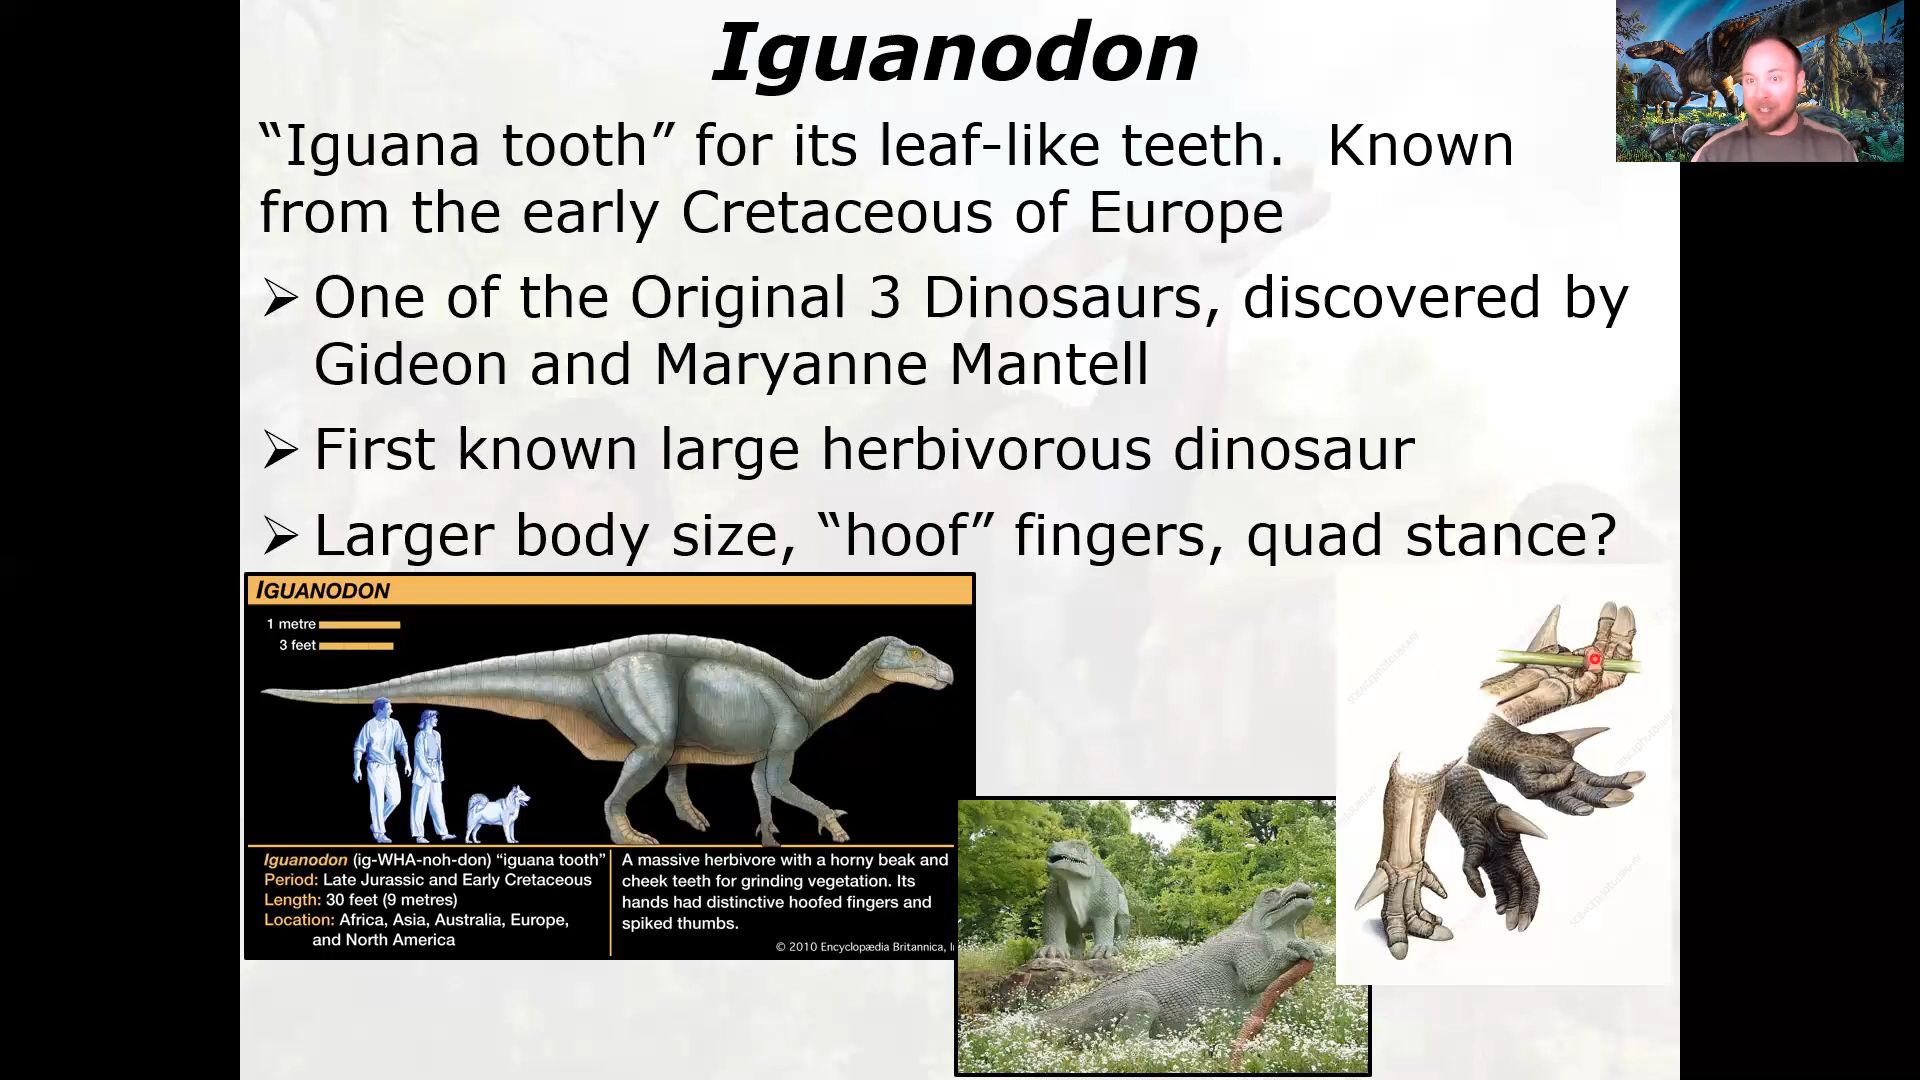 Iguanodon
“Iguana tooth” for its leaf-like teeth. Known
from the early Cretaceous of Europe
➢ One of the Original 3 Dinosaurs, discovered by
Gideon and Maryanne Mantell
➢ First known large herbivorous dinosaur
➢ Larger body size, “hoof” fingers, quad stance?
IGUANODON
1 metre
3 feet
Iguanodon (ig-WHA-noh-don) “iguana tooth”
Period: Late Jurassic and Early Cretaceous
Length: 30 feet (9 metres)
Location: Africa, Asia, Australia, Europe,
and North America
A massive herbivore with a horny beak and
cheek teeth for grinding vegetation. Its
hands had distinctive hoofed fingers and
spiked thumbs.
© 2010 Encyclopædia Britannica,